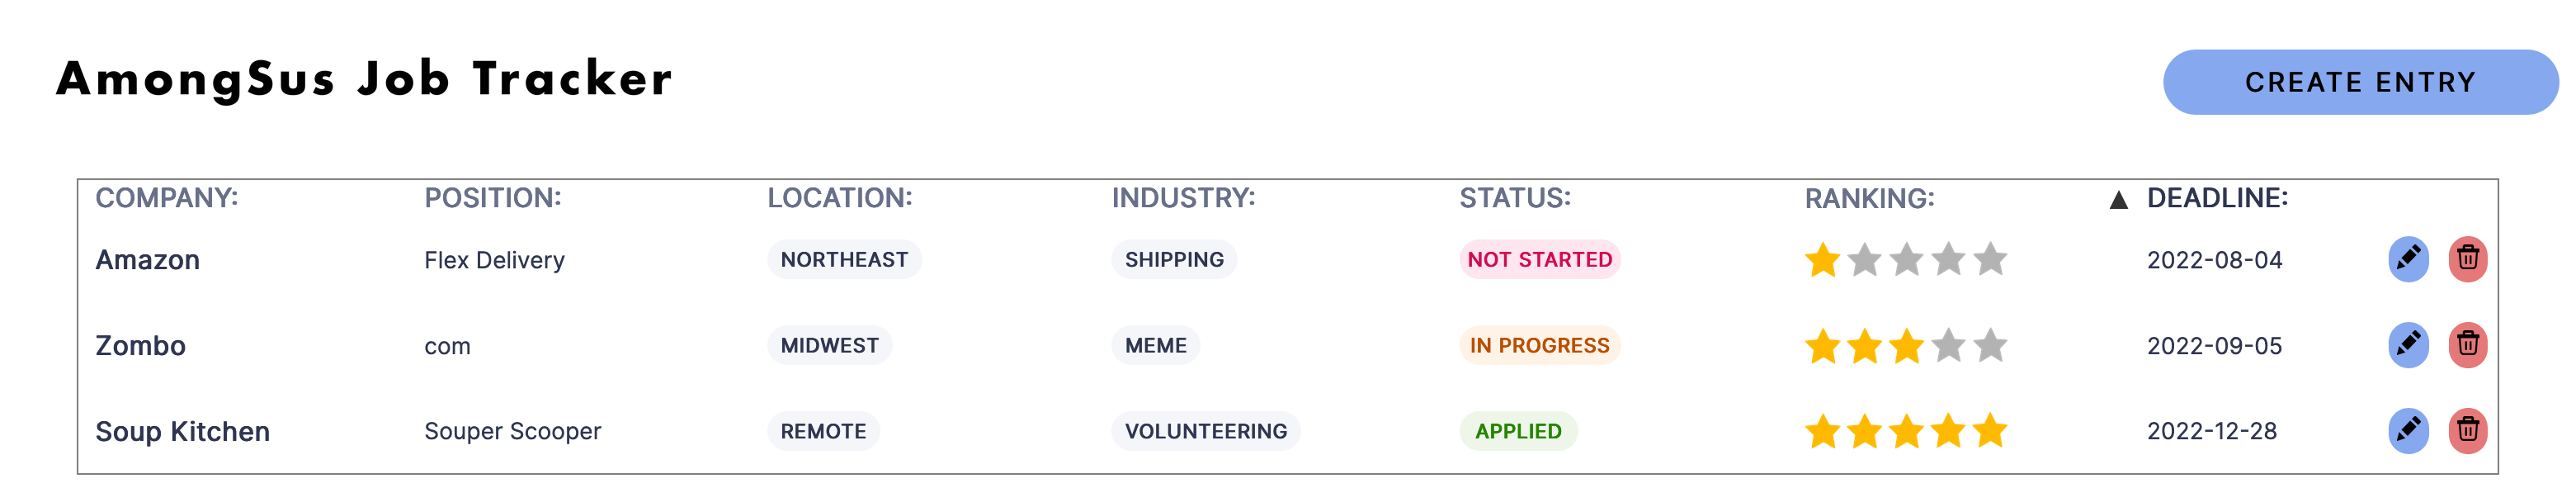 AmongSus Job Tracker CREATE ENTRY
COMPANY: POSITION: LOCATION: INDUSTRY: STATUS: RANKING: ▲ DEADLINE:
Amazon Flex Delivery NORTHEAST SHIPPING NOT STARTED 2022-08-04
Zombo com MIDWEST MEME IN PROGRESS 2022-09-05
Soup Kitchen Souper Scooper REMOTE VOLUNTEERING APPLIED 2022-12-28